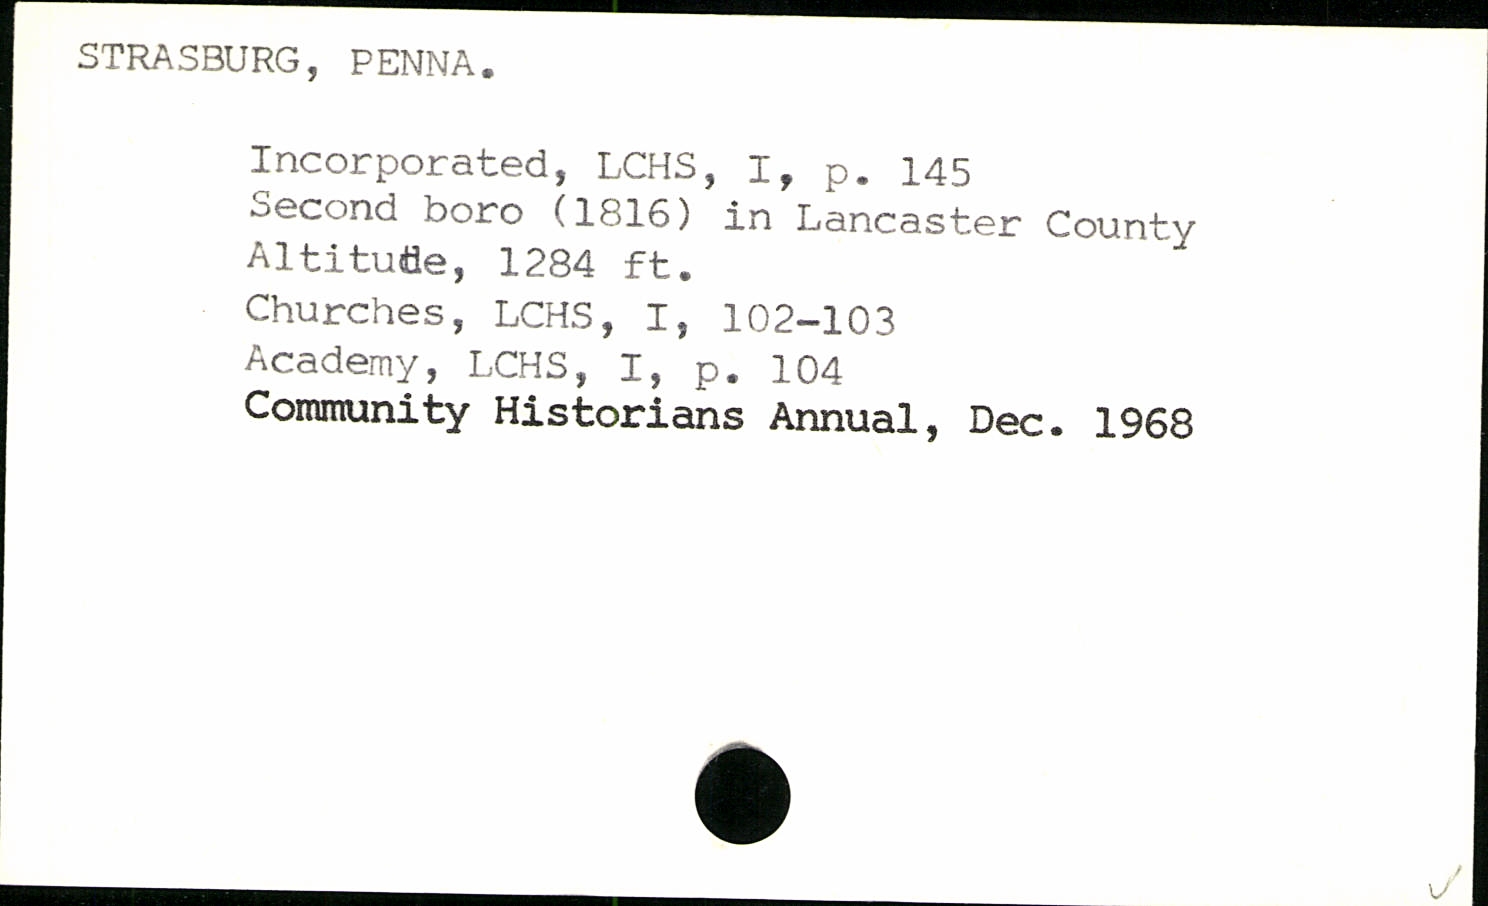 STRASBURG, PENNA.
Incorporated, LCHS, I, p. 145
Second boro (1816) in Lancaster County
Altitude, 1284 ft.
Churches, LCHS, I, 102-103
Academy, LCHS, I, p. 104
Community Historians Annual, Dec. 1968